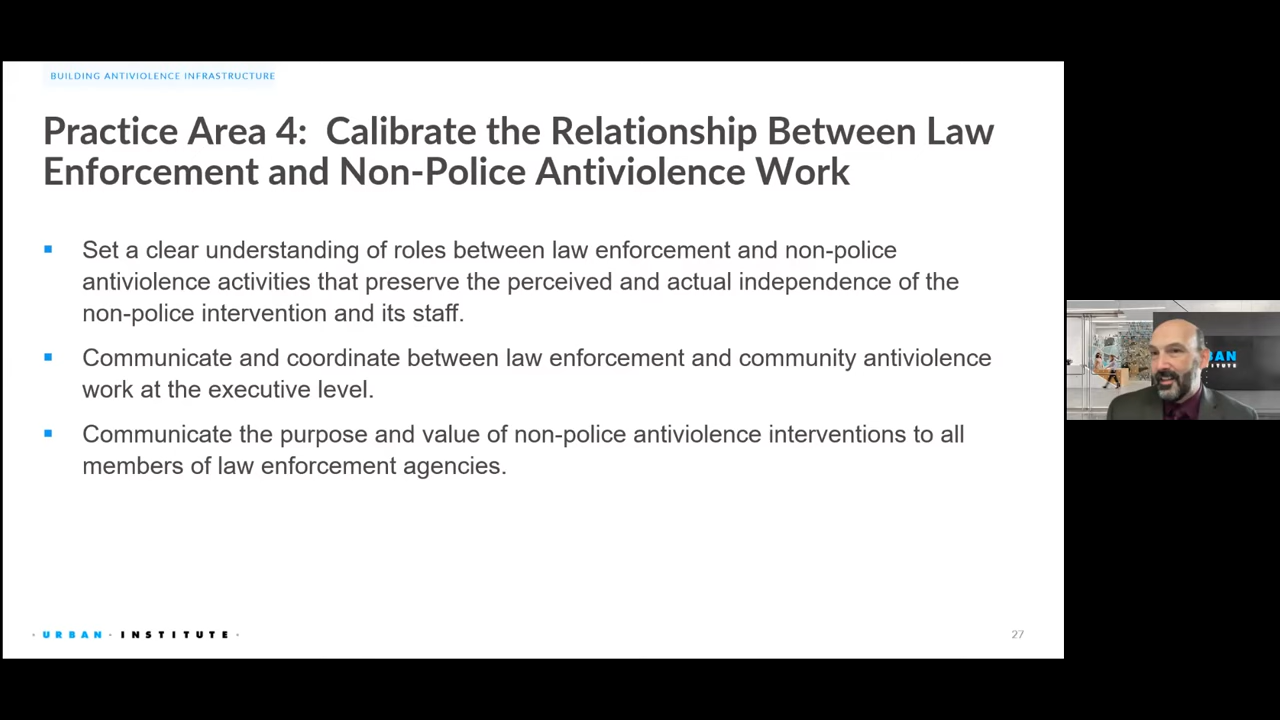 BUILDING ANTIVIOLENCE INFRASTRUCTURE
Practice Area 4:  Calibrate the Relationship Between Law
Enforcement and Non-Police Antiviolence Work
▪ Set a clear understanding of roles between law enforcement and non-police
antiviolence activities that preserve the perceived and actual independence of the
non-police intervention and its staff.
▪ Communicate and coordinate between law enforcement and community antiviolence
work at the executive level.
▪ Communicate the purpose and value of non-police antiviolence interventions to all
members of law enforcement agencies.
BAN
STITUTE
· URBAN · INSTITUTE ·
27